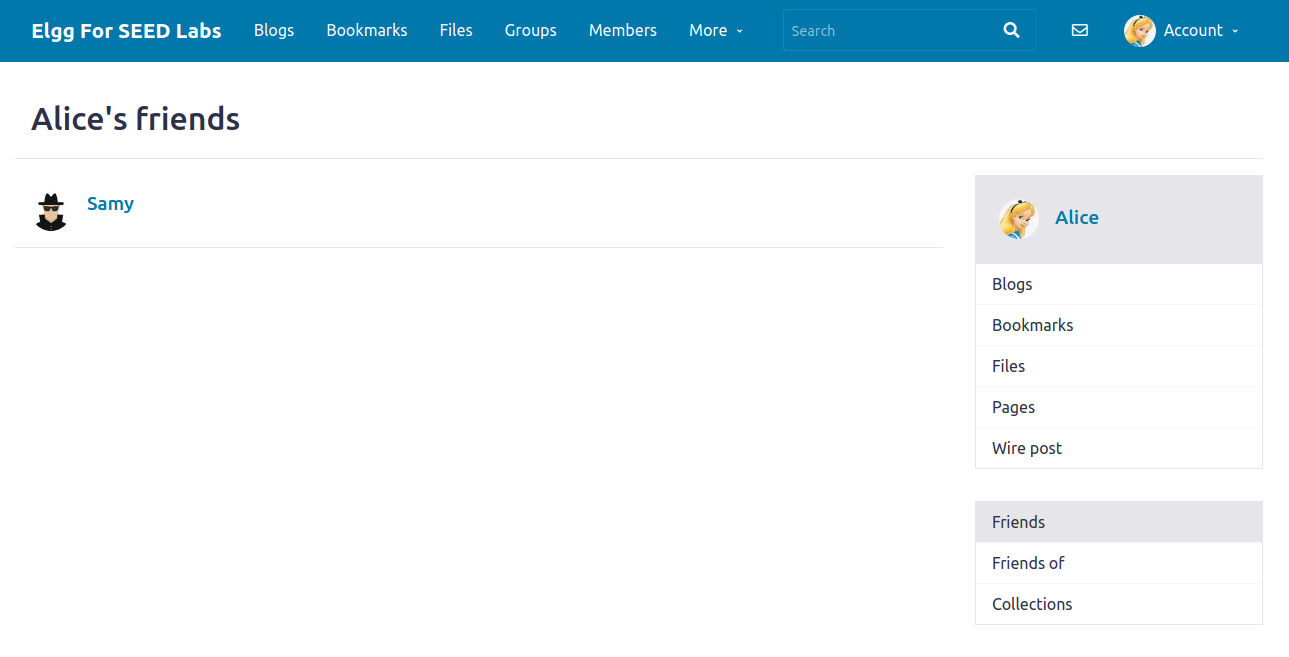 Elgg For SEED Labs Blogs Bookmarks Files Groups Members More Search Account
Alice's friends
Samy
Alice
Blogs
Bookmarks
Files
Pages
Wire post
Friends
Friends of
Collections